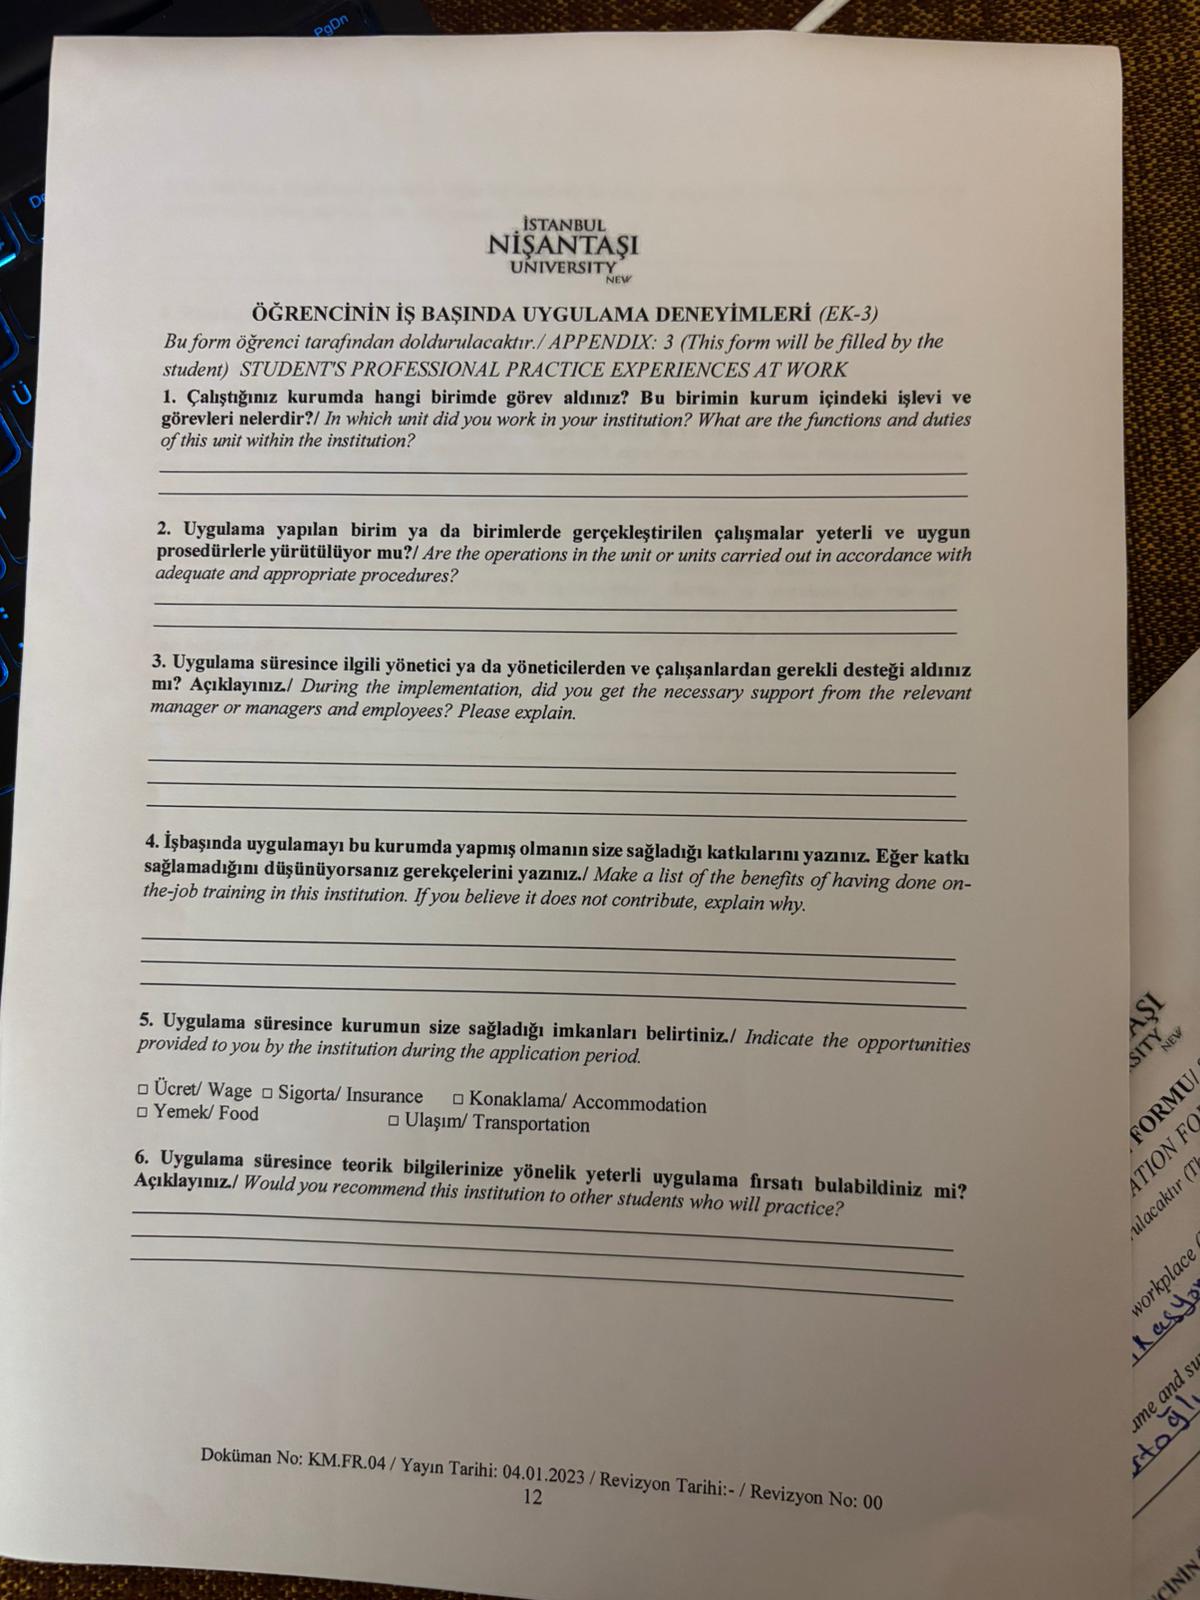 PgDn
Ü
İSTANBUL
NİŞANTAŞI
UNIVERSITY
NEW
ÖĞRENCİNİN İŞ BAŞINDA UYGULAMA DENEYİMLERİ (EK-3)
Bu form öğrenci tarafından doldurulacaktır./ APPENDIX: 3 (This form will be filled by the
student) STUDENT'S PROFESSIONAL PRACTICE EXPERIENCES AT WORK
1. Çalıştığınız kurumda hangi birimde görev aldınız? Bu birimin kurum içindeki işlevi ve
görevleri nelerdir?/ In which unit did you work in your institution? What are the functions and duties
of this unit within the institution?
2. Uygulama yapılan birim ya da birimlerde gerçekleştirilen çalışmalar yeterli ve uygun
prosedürlerle yürütülüyor mu?/ Are the operations in the unit or units carried out in accordance with
adequate and appropriate procedures?
3. Uygulama süresince ilgili yönetici ya da yöneticilerden ve çalışanlardan gerekli desteği aldınız
mı? Açıklayınız./ During the implementation, did you get the necessary support from the relevant
manager or managers and employees? Please explain.
4. İşbaşında uygulamayı bu kurumda yapmış olmanın size sağladığı katkılarını yazınız. Eğer katkı
sağlamadığını düşünüyorsanız gerekçelerini yazınız./ Make a list of the benefits of having done on-
the-job training in this institution. If you believe it does not contribute, explain why.
5. Uygulama süresince kurumun size sağladığı imkanları belirtiniz./ Indicate the opportunities
provided to you by the institution during the application period.
□ Ücret/ Wage □ Sigorta/ Insurance □ Konaklama/ Accommodation
□ Yemek/ Food □ Ulaşım/ Transportation
6. Uygulama süresince teorik bilgilerinize yönelik yeterli uygulama fırsatı bulabildiniz mi?
Açıklayınız./ Would you recommend this institution to other students who will practice?
Doküman No: KM.FR.04 / Yayın Tarihi: 04.01.2023 / Revizyon Tarihi:- / Revizyon No: 00
12
NEW
FORMU/
workplace